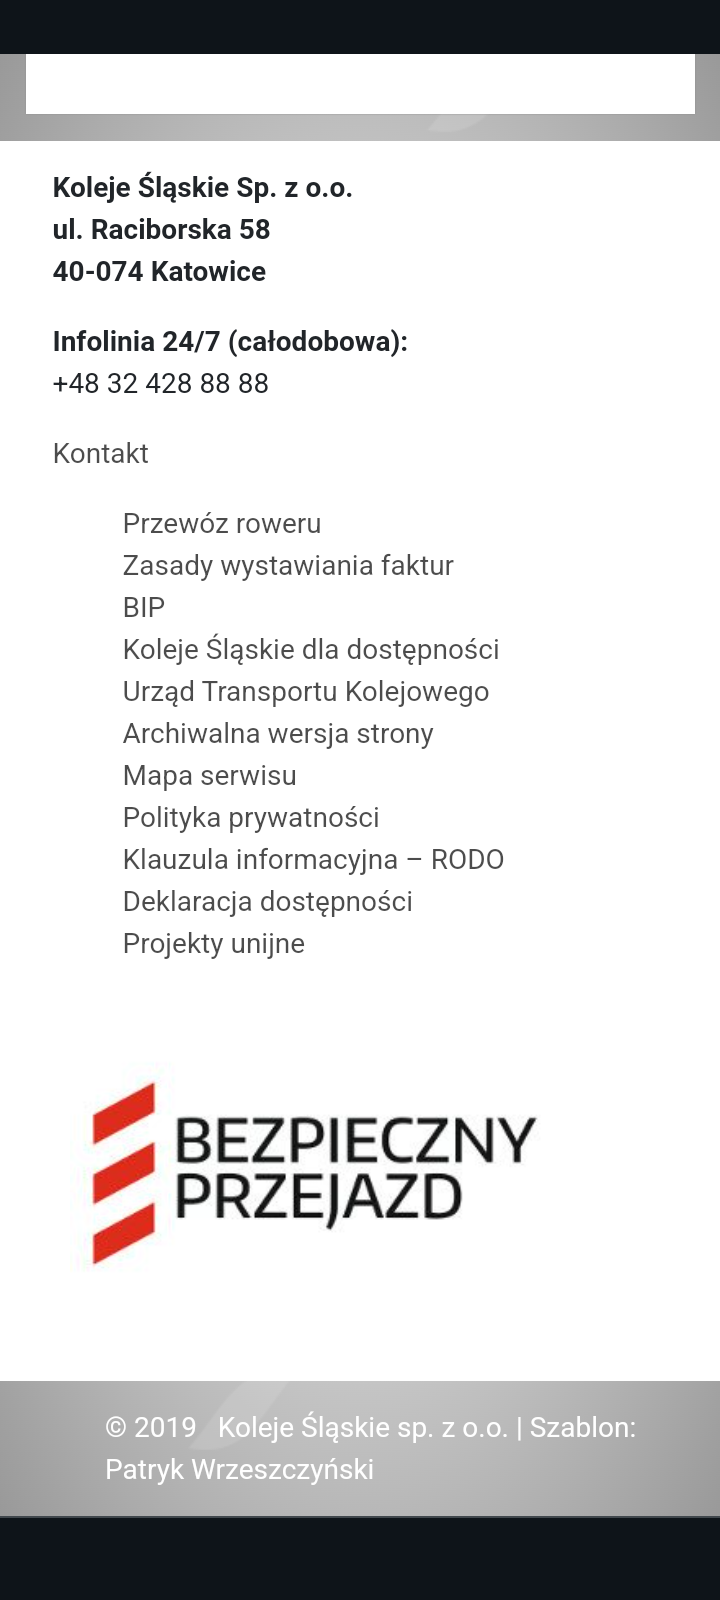 Koleje Śląskie Sp. z o.o.
ul. Raciborska 58
40-074 Katowice
Infolinia 24/7 (całodobowa):
+48 32 428 88 88
Kontakt
Przewóz roweru
Zasady wystawiania faktur
BIP
Koleje Śląskie dla dostępności
Urząd Transportu Kolejowego
Archiwalna wersja strony
Mapa serwisu
Polityka prywatności
Klauzula informacyjna – RODO
Deklaracja dostępności
Projekty unijne
BEZPIECZNY
PRZEJAZD
© 2019 Koleje Śląskie sp. z o.o. | Szablon:
Patryk Wrzeszczyński